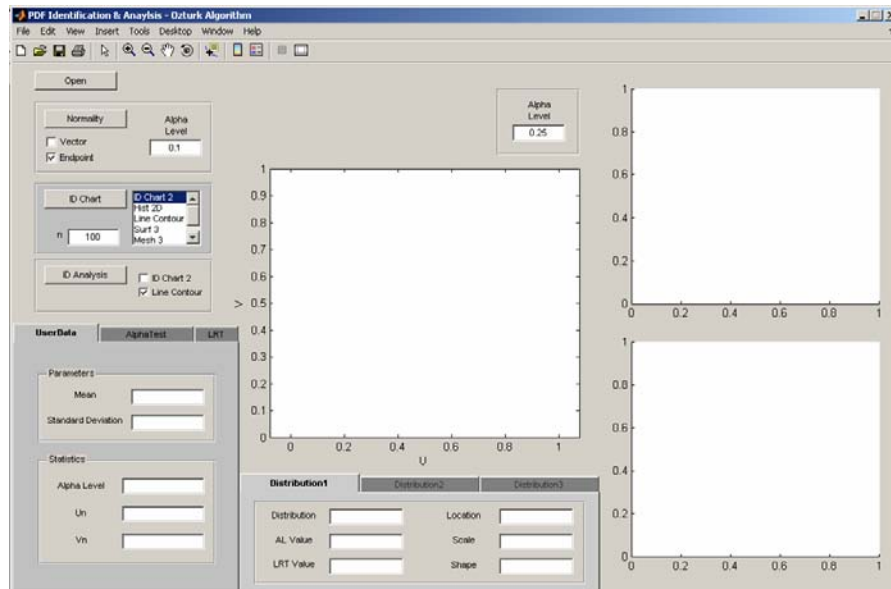 PDF Identification & Anaylsis - Ozturk Algorithm
File Edit View Insert Tools Desktop Window Help
Open
Normality
Alpha Level
Vector
0.1
Endpoint
ID Chart
ID Chart 2
Hist 2D
Line Contour
Surf 3
Mesh 3
n 100
ID Analysis
ID Chart 2
Line Contour
UserData AlphaTest LRT
Parameters
Mean
Standard Deviation
Statistics
Alpha Level
Un
Vn
Alpha Level
0.25
1
0.9
0.8
0.7
0.6
0.5
0.4
0.3
0.2
0.1
0
V
0 0.2 0.4 0.6 0.8 1
U
Distribution1 Distribution2 Distribution3
Distribution Location
AL Value Scale
LRT Value Shape
1
0.8
0.6
0.4
0.2
0
0 0.2 0.4 0.6 0.8 1
1
0.8
0.6
0.4
0.2
0
0 0.2 0.4 0.6 0.8 1